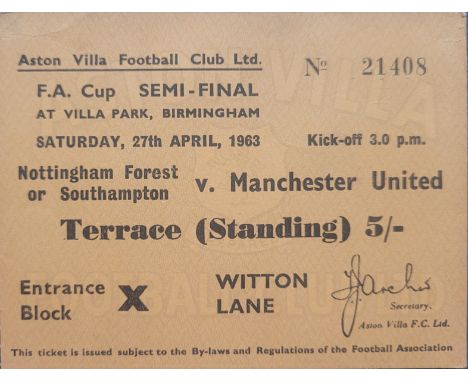 Aston Villa Football Club Ltd.
Nº 21408
F.A. Cup SEMI-FINAL
AT VILLA PARK, BIRMINGHAM
SATURDAY, 27th APRIL, 1963 Kick-off 3.0 p.m.
Nottingham Forest
or Southampton v. Manchester United
Terrace (Standing) 5/-
Entrance
Block X
WITTON
LANE
Secretary.
Aston Villa F.C. Ltd.
This ticket is issued subject to the By-laws and Regulations of the Football Association